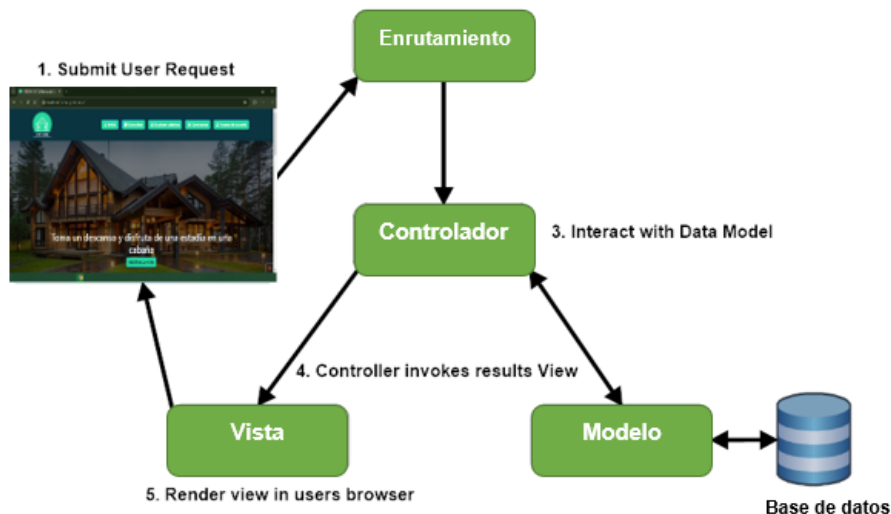 Enrutamiento
1. Submit User Request
Toma un descanso y disfruta de una estadía en una
cabaña
Controlador
3. Interact with Data Model
4. Controller invokes results View
Vista
Modelo
5. Render view in users browser
Base de datos